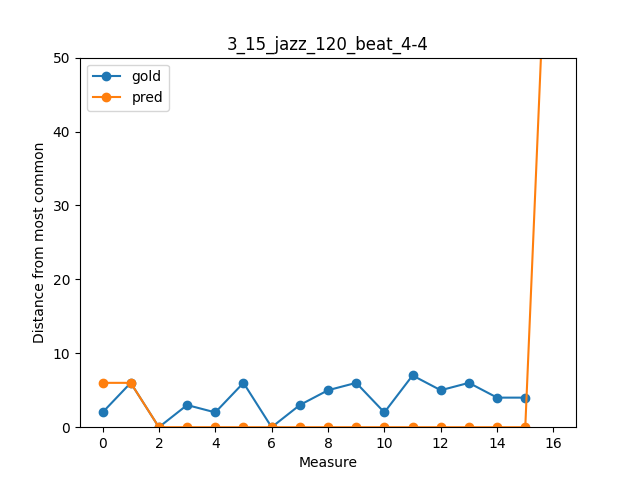 3_15_jazz_120_beat_4-4
gold
pred
Distance from most common
50
40
30
20
10
0
0 2 4 6 8 10 12 14 16
Measure